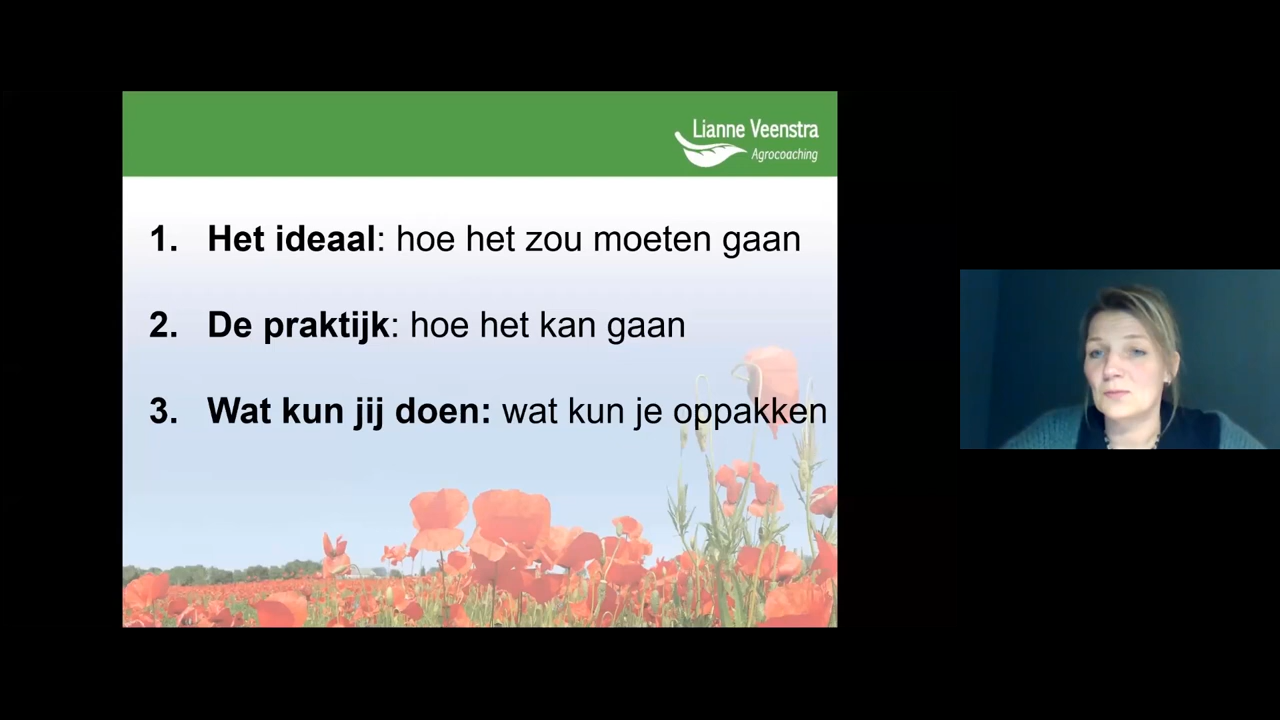 Lianne Veenstra
Agrocoaching
1. Het ideaal: hoe het zou moeten gaan
2. De praktijk: hoe het kan gaan
3. Wat kun jij doen: wat kun je oppakken